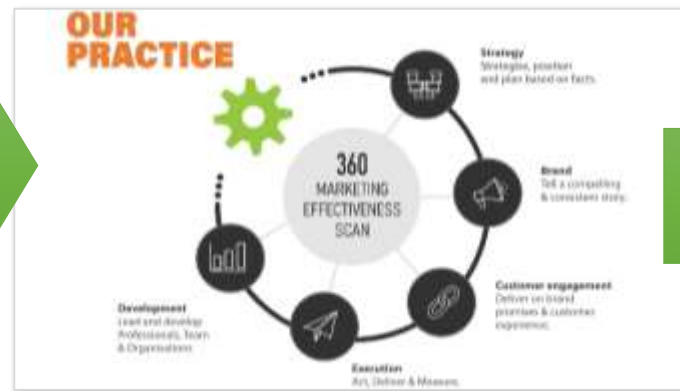 OUR
PRACTICE
360
MARKETING
EFFECTIVENESS
SCAN
Strategy
Strategise, position
and plan based on facts.
Brand
Tell a compelling
& consistent story.
Customer engagement
Deliver on brand
promises & customer
experience.
Execution
Act, Deliver & Measure.
Development
Lead and develop
Professionals, Team
& Organisations